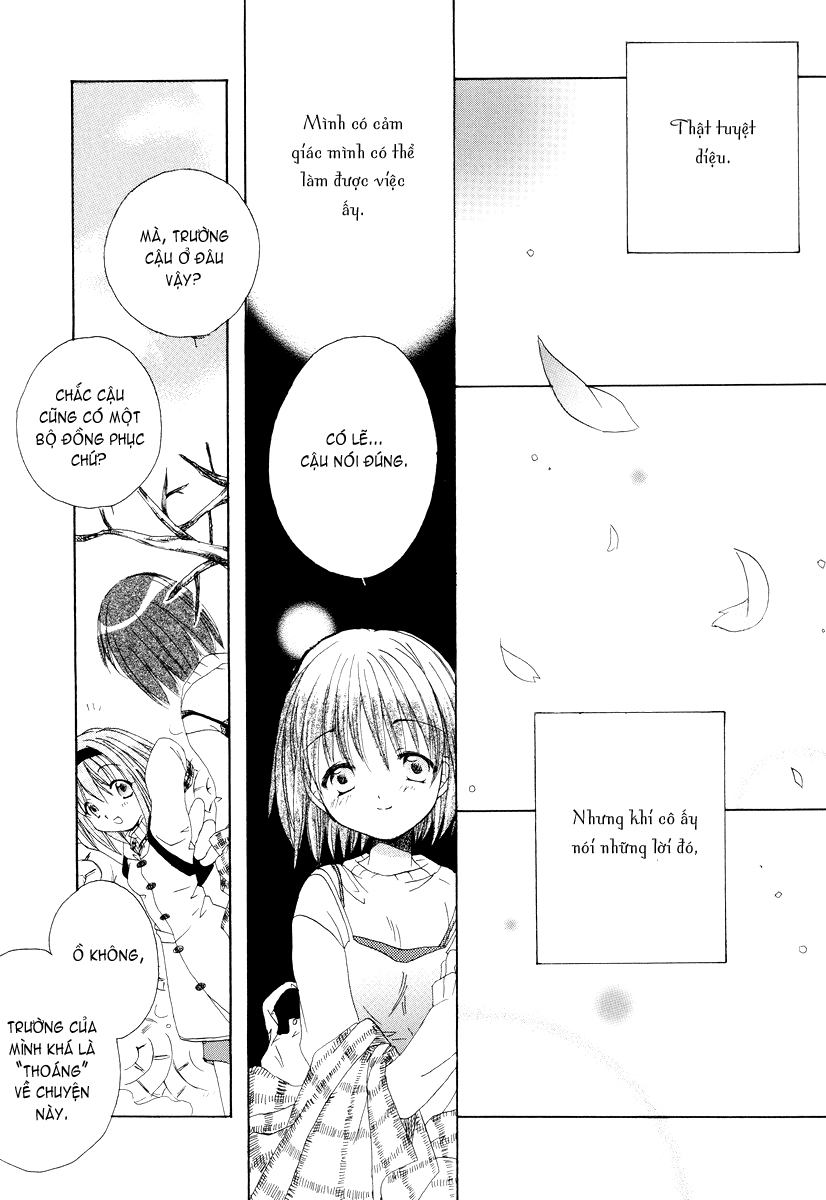 Thật tuyệt
diệu.
Nhưng khi cô ấy
nói những lời đó,
Mình có cảm
giác mình có thể
làm được việc
ấy.
CÓ LẼ...
CẬU NÓI ĐÚNG.
MÀ, TRƯỜNG
CẬU Ở ĐÂU
VẬY?
CHẮC CẬU
CŨNG CÓ MỘT
BỘ ĐỒNG PHỤC
CHỨ?
Ồ KHÔNG,
TRƯỜNG CỦA
MÌNH KHÁ LÀ
"THOÁNG"
VỀ CHUYỆN
NÀY.